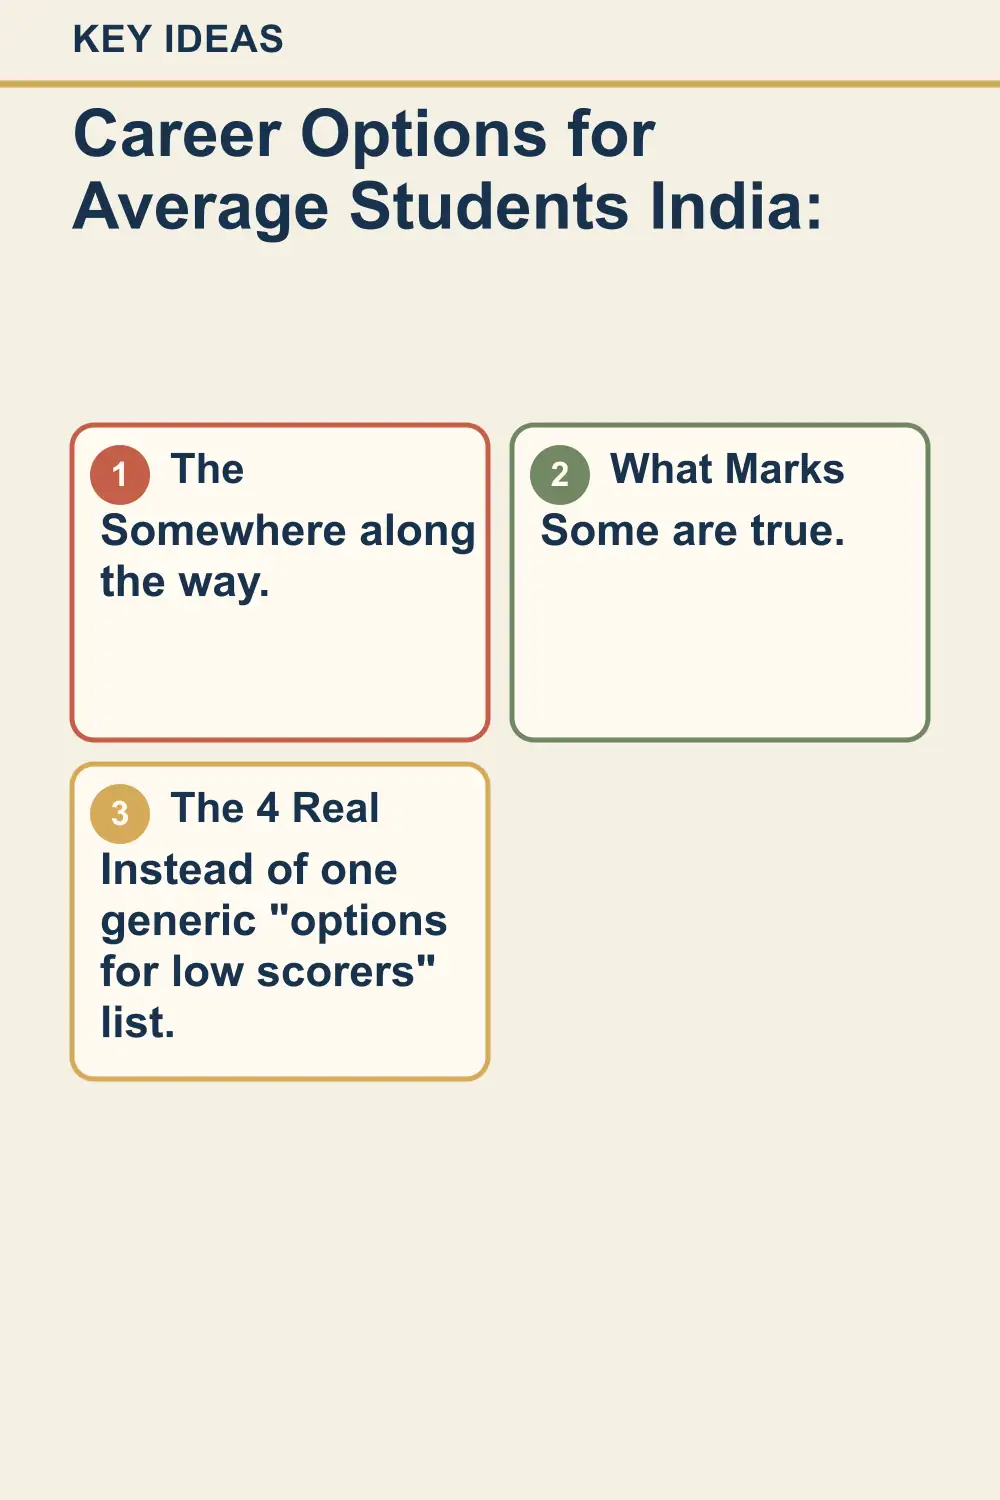 KEY IDEAS
Career Options for
Average Students India:
1 The
Somewhere along
the way.
2 What Marks
Some are true.
3 The 4 Real
Instead of one
generic "options
for low scorers"
list.